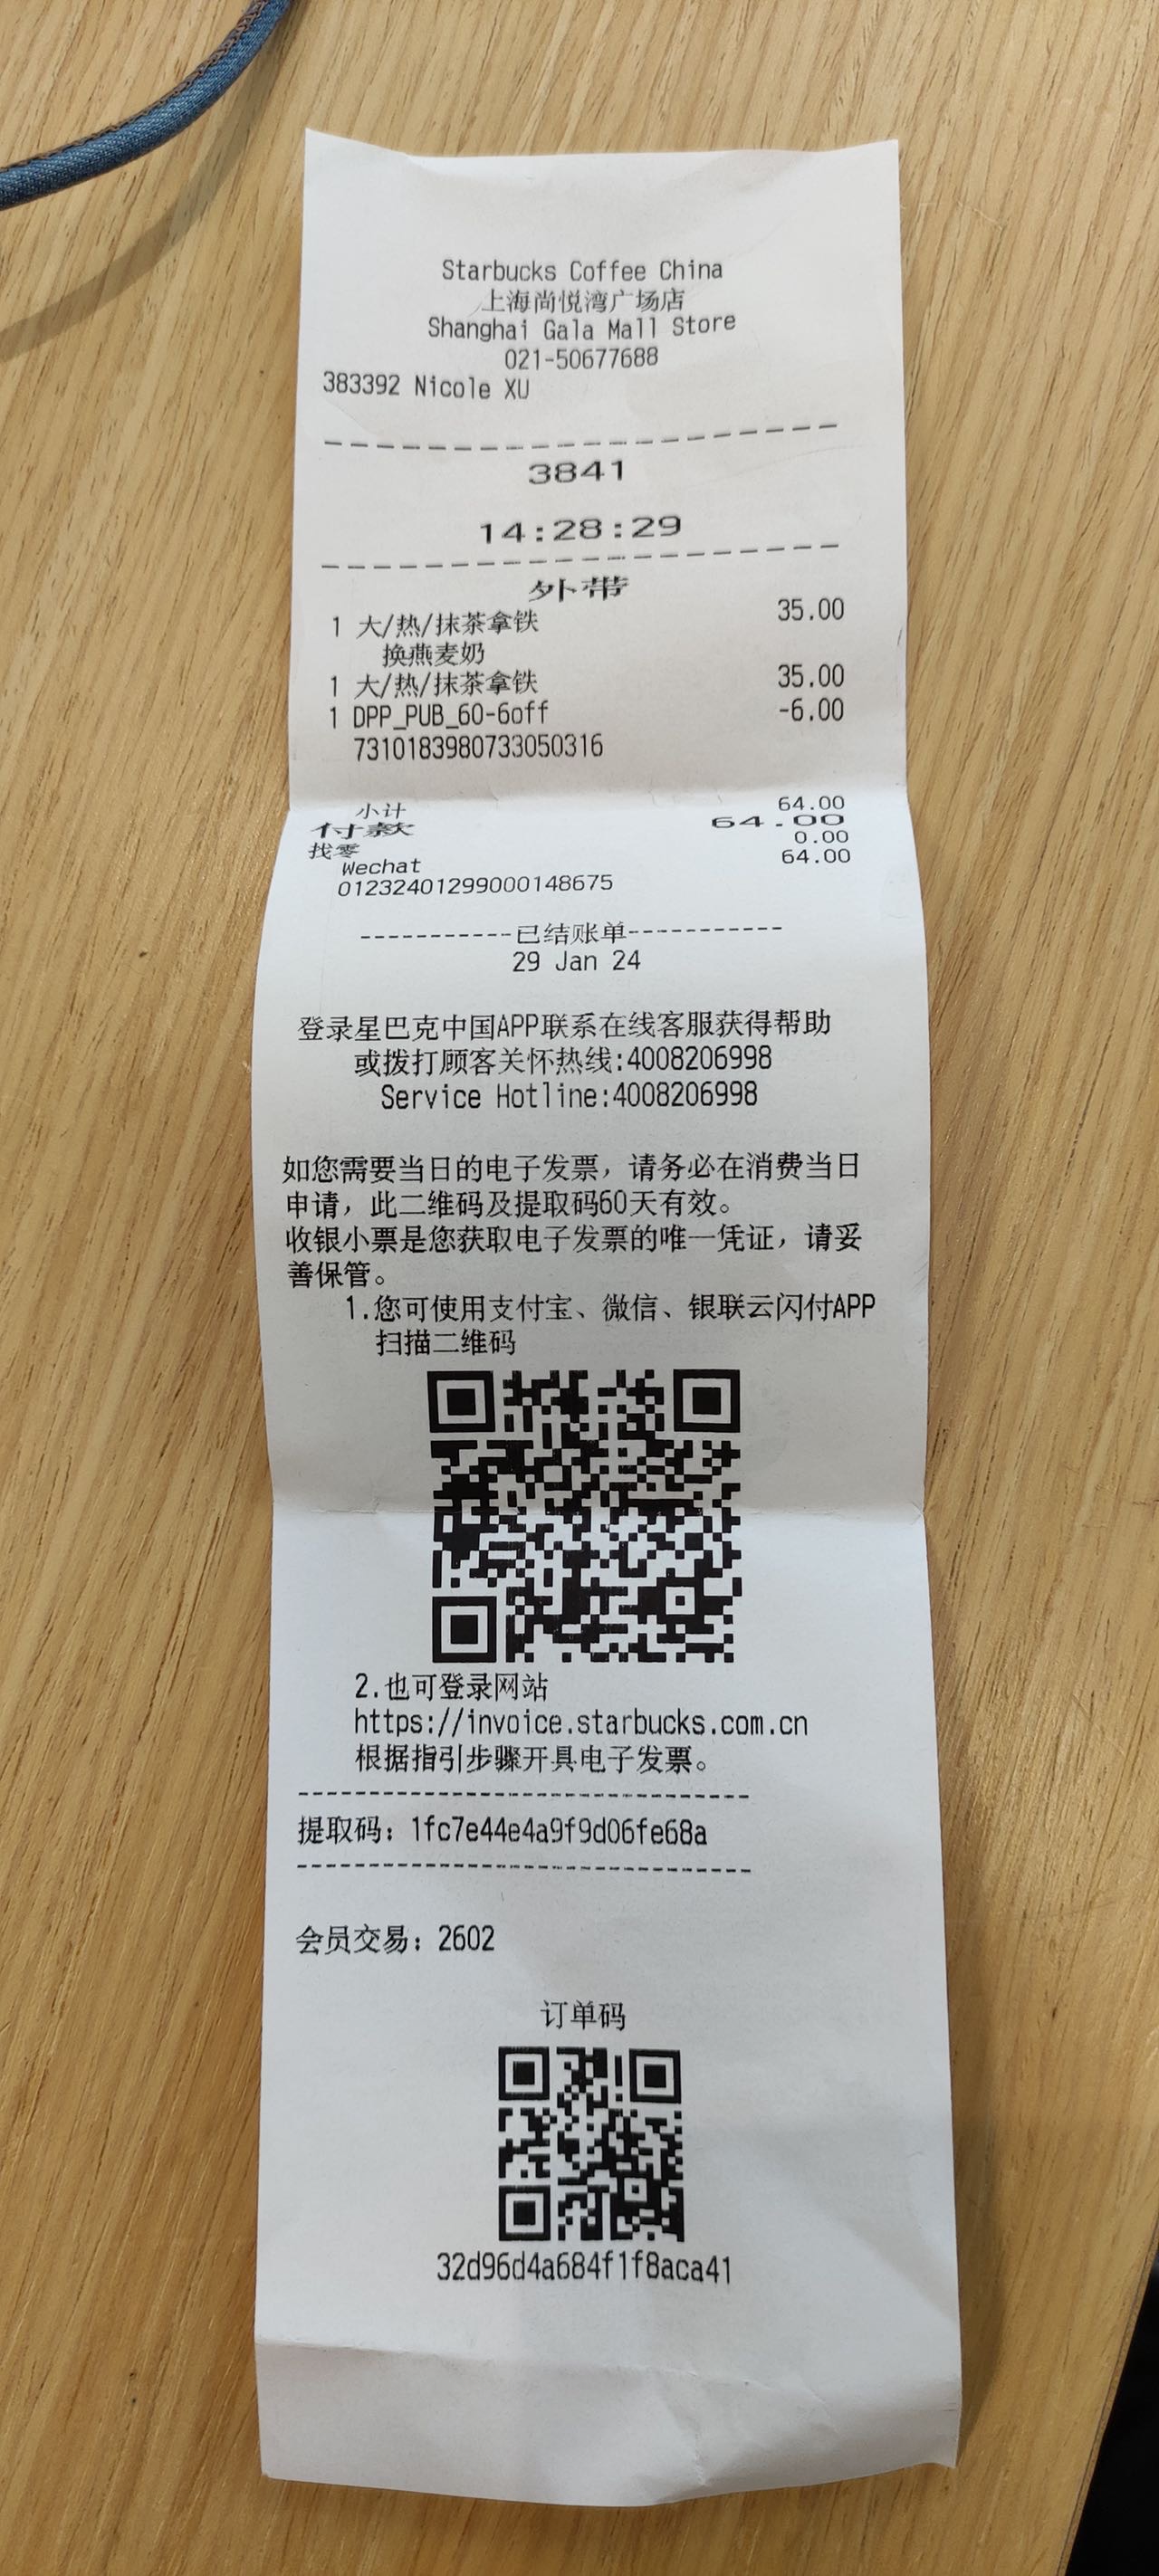 Starbucks Coffee China
上海尚悦湾广场店
Shanghai Gala Mall Store
021-50677688
383392 Nicole XU
3841
14:28:29
外带
1 大/热/抹茶拿铁 35.00
换燕麦奶
1 大/热/抹茶拿铁 35.00
1 DPP_PUB_60-6off -6.00
7310183980733050316
小计 64.00
付款 64.00
找零 0.00
Wechat 64.00
01232401299000148675
-----------已结账单-----------
29 Jan 24
登录星巴克中国APP联系在线客服获得帮助
或拨打顾客关怀热线:4008206998
Service Hotline:4008206998
如您需要当日的电子发票，请务必在消费当日
申请，此二维码及提取码60天有效。
收银小票是您获取电子发票的唯一凭证，请妥
善保管。
1.您可使用支付宝、微信、银联云闪付APP
扫描二维码
2.也可登录网站
https://invoice.starbucks.com.cn
根据指引步骤开具电子发票。
提取码：1fc7e44e4a9f9d06fe68a
会员交易：2602
订单码
32d96d4a684f1f8aca41